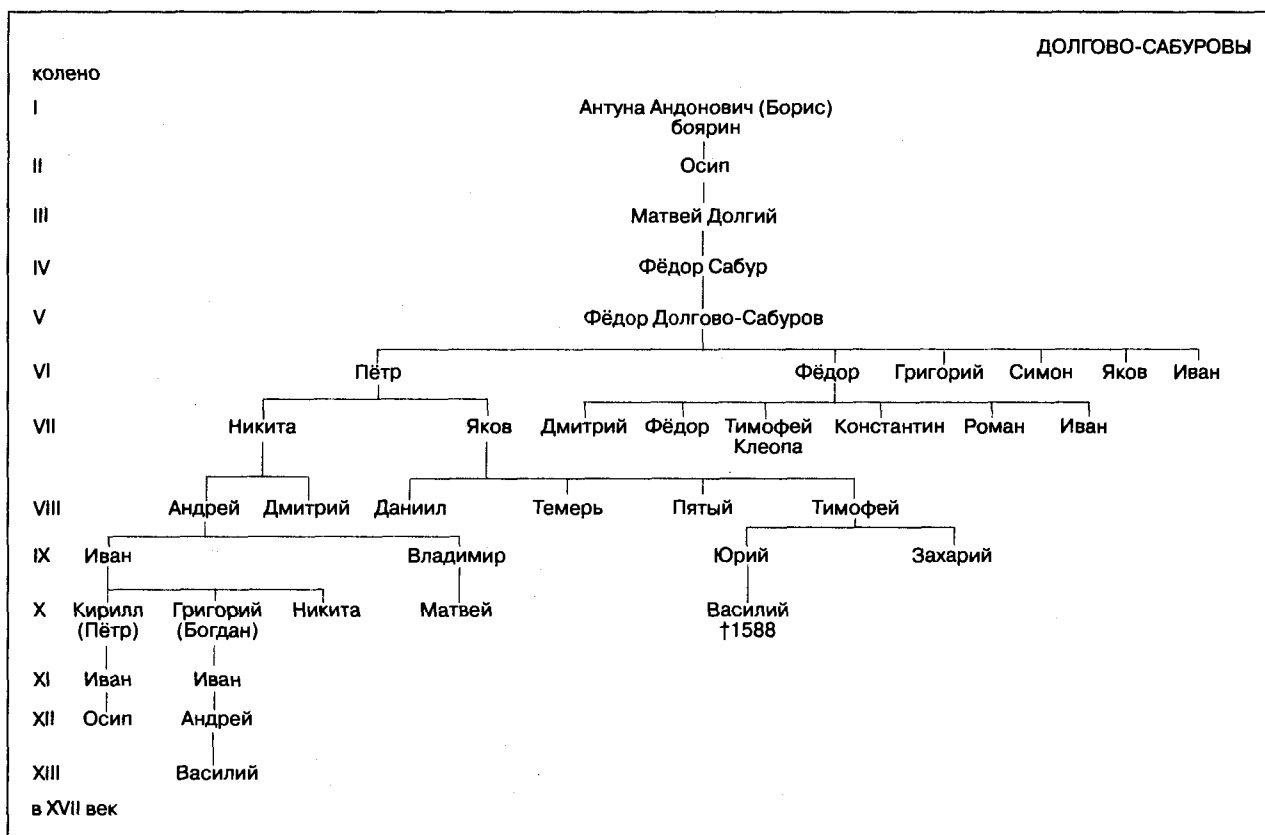 ДОЛГОВО-САБУРОВЫ
колено
I Антуна Андонович (Борис)
боярин
II Осип
III Матвей Долгий
IV Фёдор Сабур
V Фёдор Долгово-Сабуров
VI Пётр Фёдор Григорий Симон Яков Иван
VII Никита Яков Дмитрий Фёдор Тимофей Константин Роман Иван
Клеопа
VIII Андрей Дмитрий Даниил Темерь Пятый Тимофей
IX Иван Владимир Юрий Захарий
X Кирилл Григорий Никита Матвей Василий
(Пётр) (Богдан) †1588
XI Иван Иван
XII Осип Андрей
XIII Василий
в XVII век